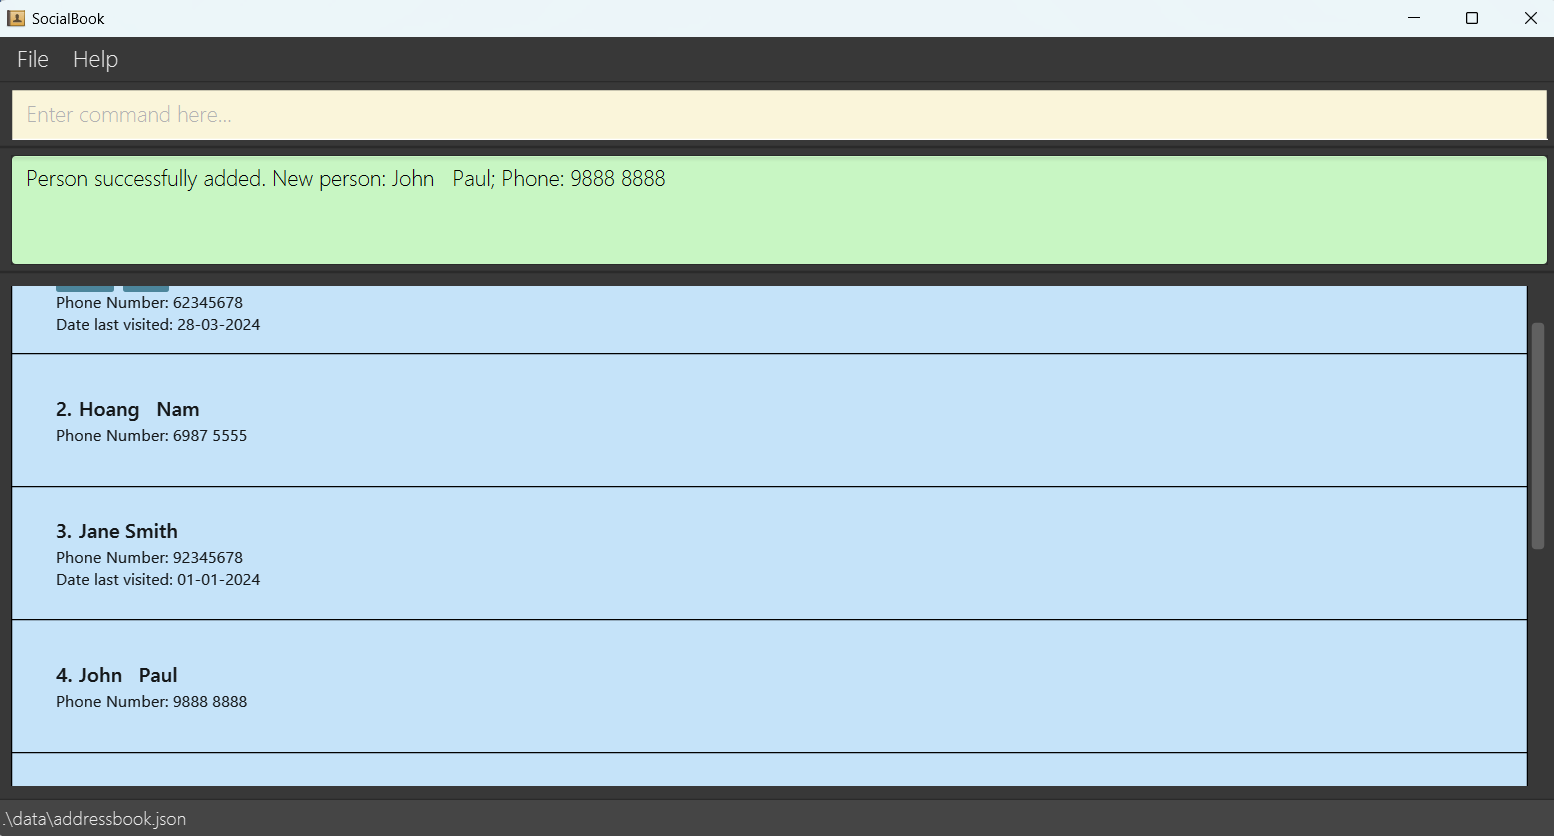 SocialBook
File Help
Enter command here...
Person successfully added. New person: John   Paul; Phone: 9888 8888
Phone Number: 62345678
Date last visited: 28-03-2024
2. Hoang   Nam
Phone Number: 6987 5555
3. Jane Smith
Phone Number: 92345678
Date last visited: 01-01-2024
4. John   Paul
Phone Number: 9888 8888
.\data\addressbook.json